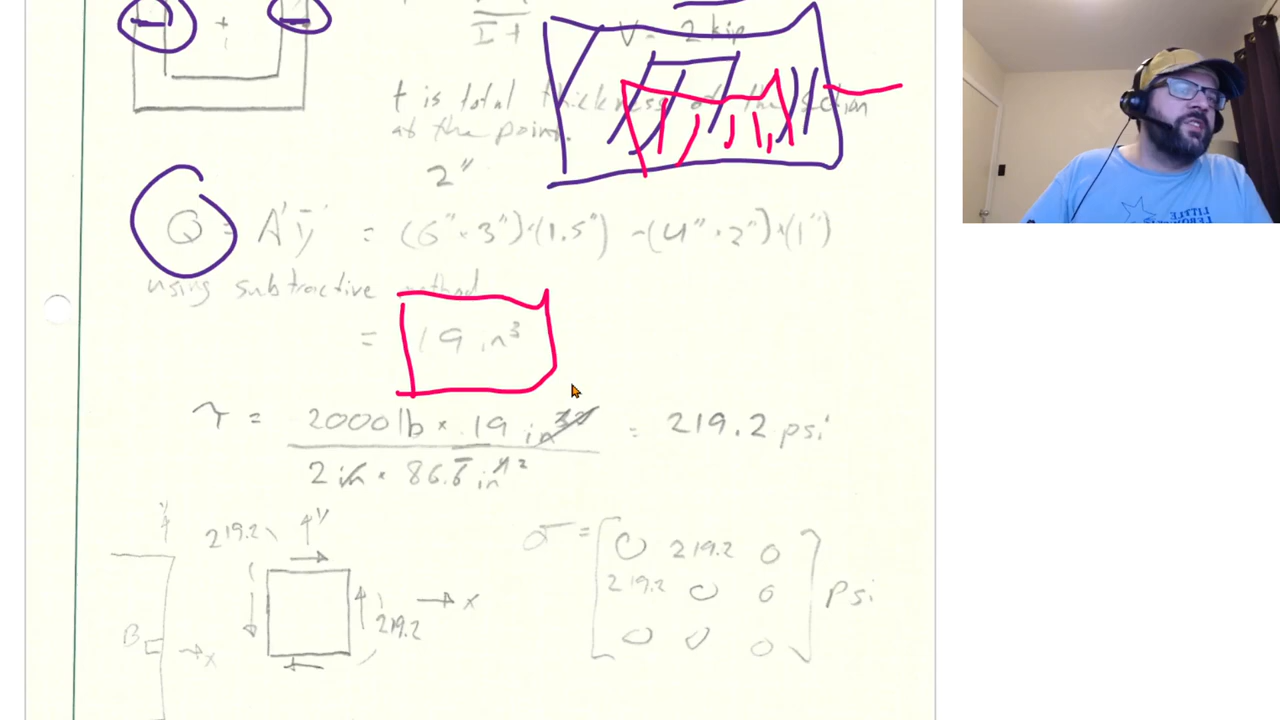 I t
V = 2 kip
t is total thickness of the section
at the point.
2"
Q = A'ȳ' = (6" × 3")·(1.5") - (4" · 2")·(1")
using subtractive method
= 19 in³
τ = 2000 lb × 19 in³ / 2 in · 86.6 in⁴² = 219.2 psi
y
219.2
y
x
219.2
B
x
σ = [ 0 219.2 0
219.2 0 0 psi
0 0 0 ]
LITTLE